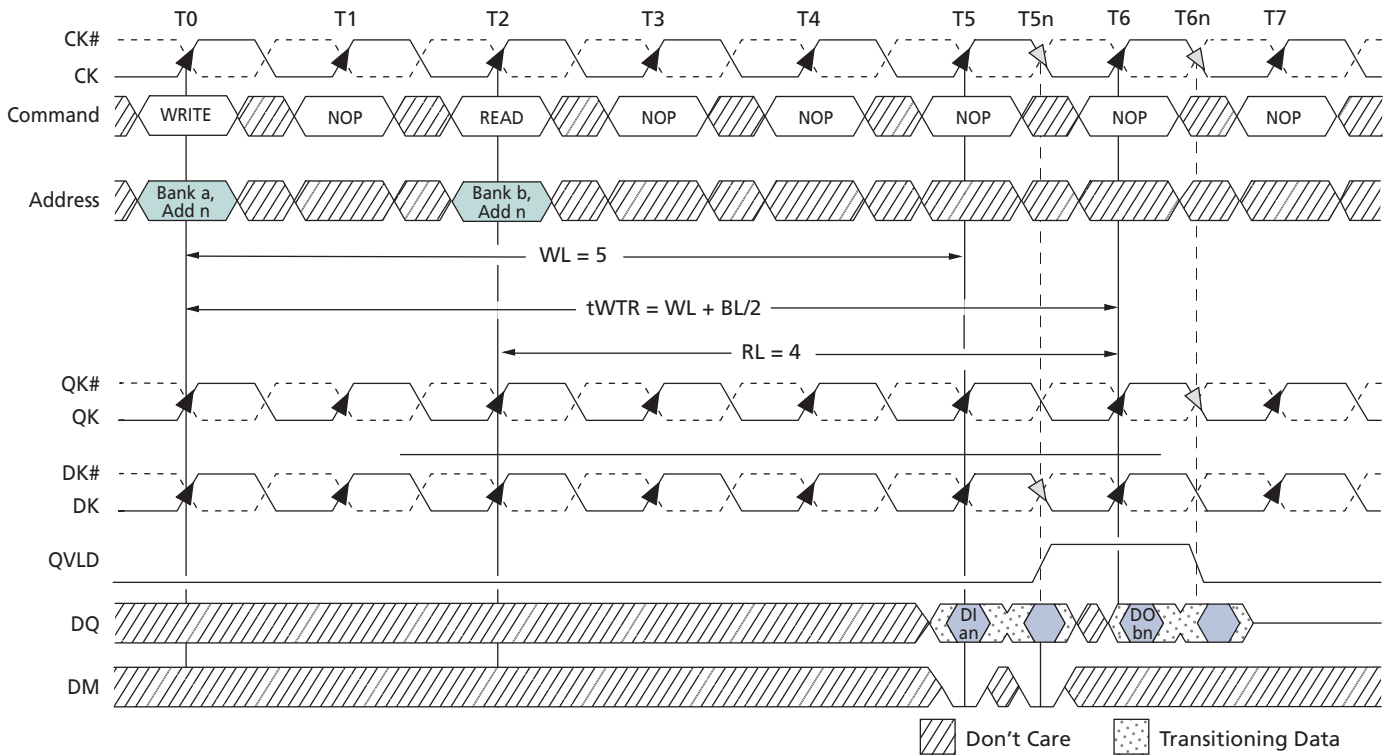 T0 T1 T2 T3 T4 T5 T5n T6 T6n T7
CK#
CK
Command WRITE NOP READ NOP NOP NOP NOP NOP
Address Bank a, Add n Bank b, Add n
WL = 5
tWTR = WL + BL/2
RL = 4
QK#
QK
DK#
DK
QVLD
DQ DI an DO bn
DM
Don't Care Transitioning Data